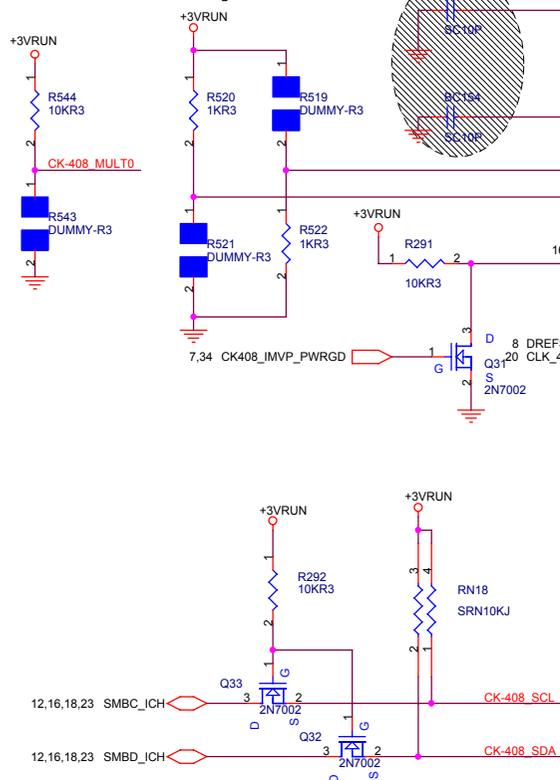 +3VRUN
+3VRUN
1
R544
10KR3
2
CK-408_MULT0
1
R543
DUMMY-R3
2
1
R520
1KR3
2
1
R519
DUMMY-R3
2
1
R521
DUMMY-R3
2
1
R522
1KR3
2
SC10P
BC154
SC10P
+3VRUN
R291
1
2
10KR3
3
D
7,34 CK408_IMVP_PWRGD
1
G
Q31
S
2
2N7002
8 DREF
20 CLK_4
+3VRUN
1
R292
10KR3
2
+3VRUN
3
4
RN18
SRN10KJ
2
1
Q33
1
G
12,16,18,23 SMBC_ICH
3
2
2N7002
D
S
CK-408_SCL
Q32
1
G
12,16,18,23 SMBD_ICH
3
2
2N7002
S
CK-408_SDA